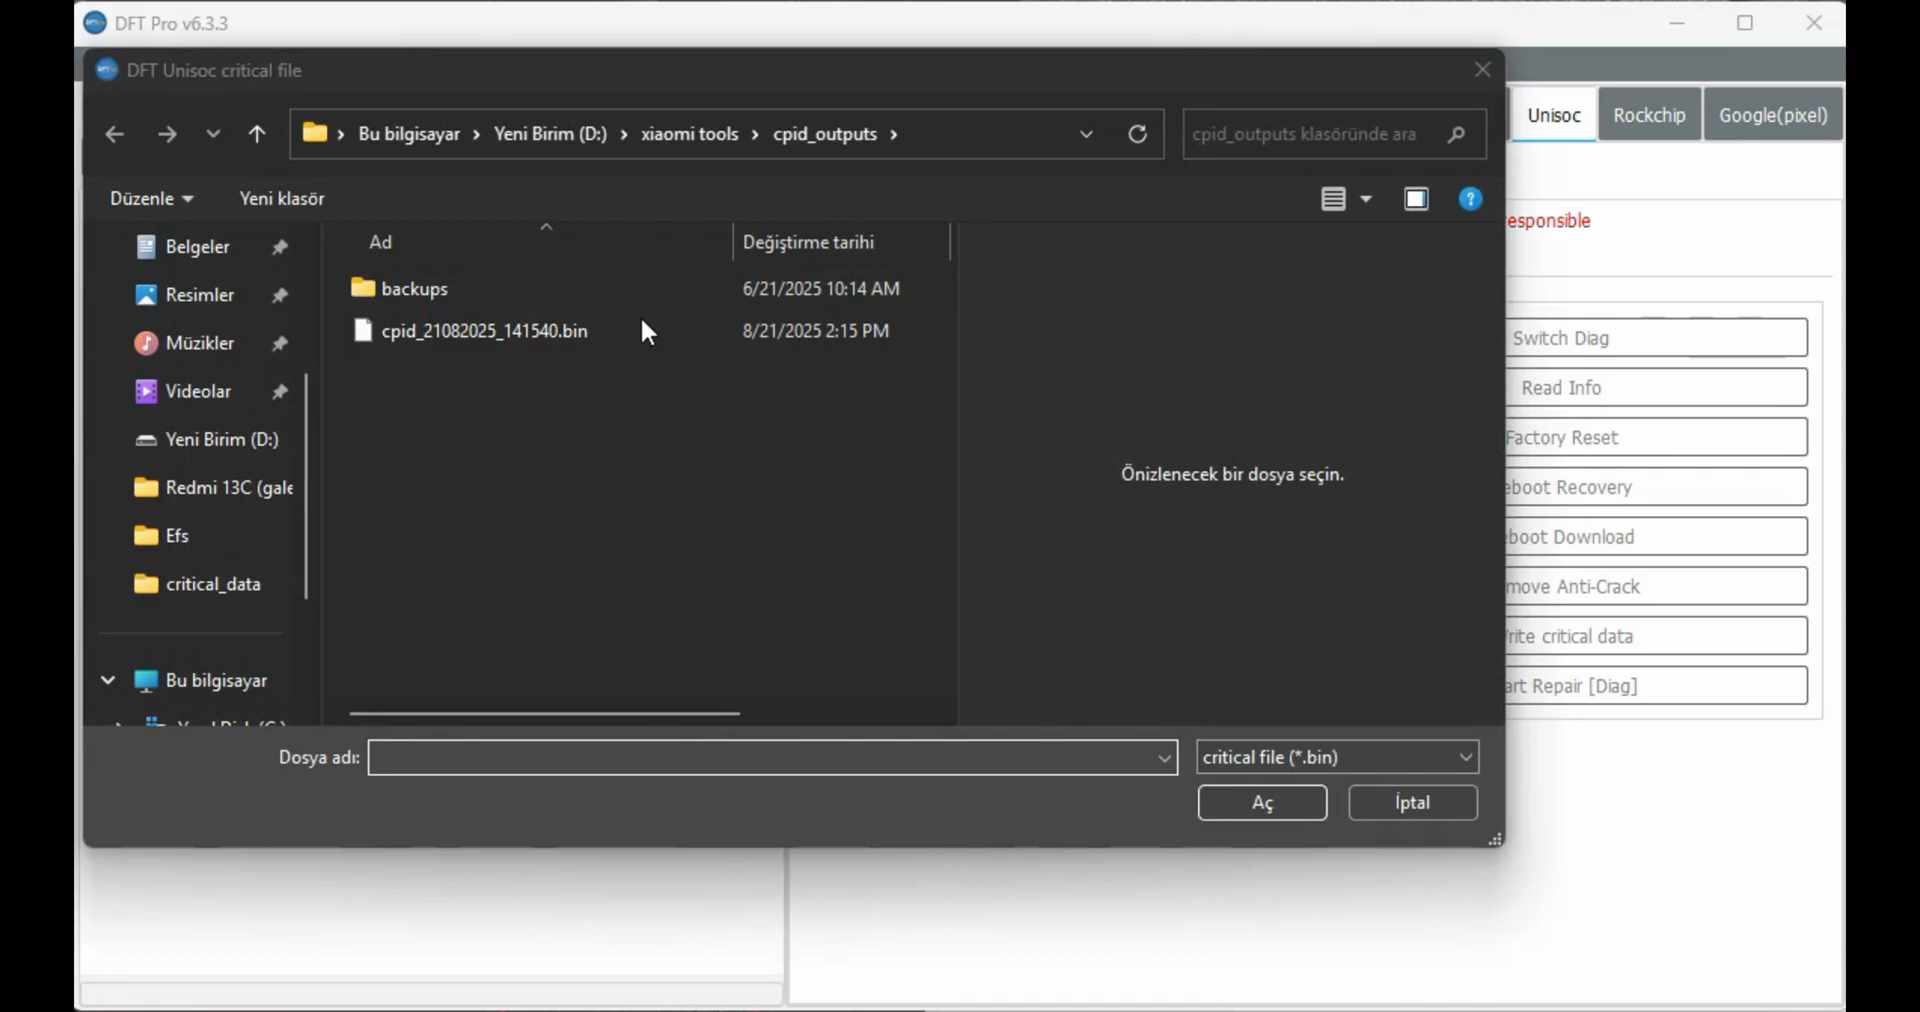 DFT Pro v6.3.3
DFT Unisoc critical file
Bu bilgisayar > Yeni Birim (D:) > xiaomi tools > cpid_outputs >
cpid_outputs klasöründe ara
Düzenle
Yeni klasör
Belgeler
Resimler
Müzikler
Videolar
Yeni Birim (D:)
Redmi 13C (gale
Efs
critical_data
Bu bilgisayar
Ad
Değiştirme tarihi
backups
6/21/2025 10:14 AM
cpid_21082025_141540.bin
8/21/2025 2:15 PM
Önizlenecek bir dosya seçin.
Dosya adı:
critical file (*.bin)
Aç
İptal
Unisoc
Rockchip
Google(pixel)
esponsible
Switch Diag
Read Info
Factory Reset
eboot Recovery
eboot Download
move Anti-Crack
rite critical data
art Repair [Diag]